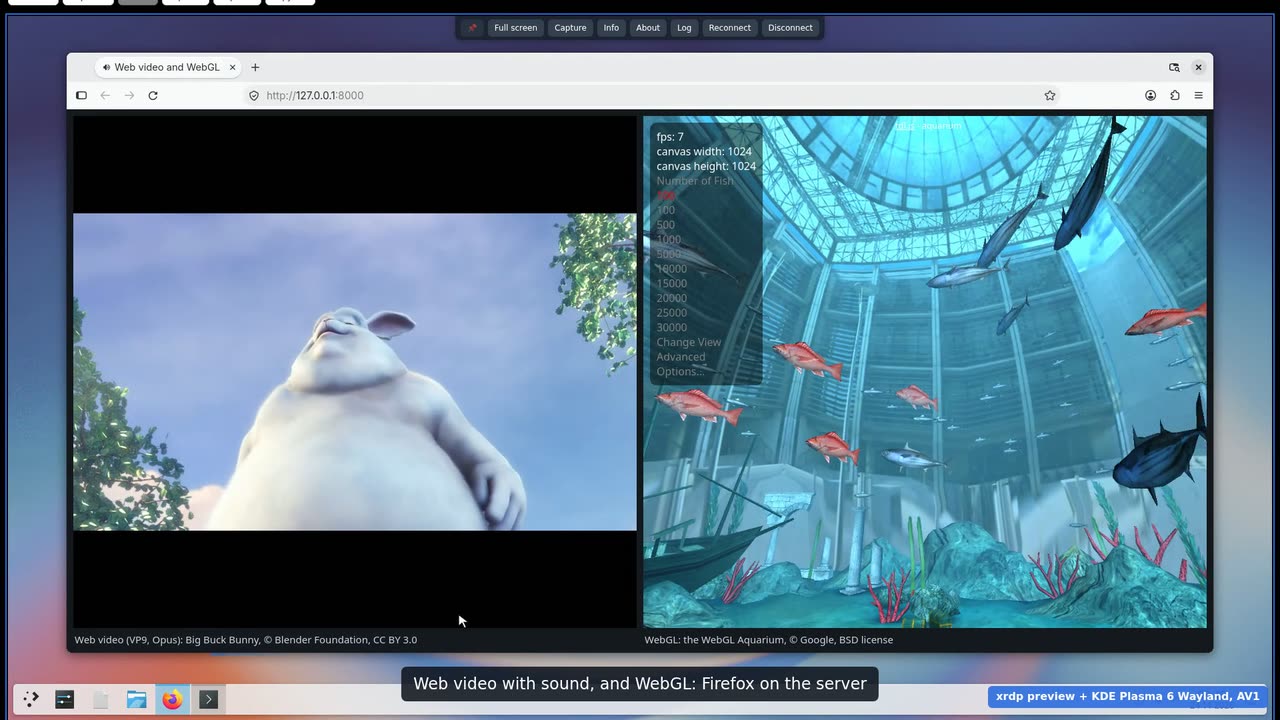 Full screen
Capture
Info
About
Log
Reconnect
Disconnect
Web video and WebGL
http://127.0.0.1:8000
fps: 7
canvas width: 1024
canvas height: 1024
Number of Fish
100
500
1000
5000
10000
15000
20000
25000
30000
Change View
Advanced
Options...
aquarium
Web video (VP9, Opus): Big Buck Bunny, © Blender Foundation, CC BY 3.0
WebGL: the WebGL Aquarium, © Google, BSD license
Web video with sound, and WebGL: Firefox on the server
xrdp preview + KDE Plasma 6 Wayland, AV1